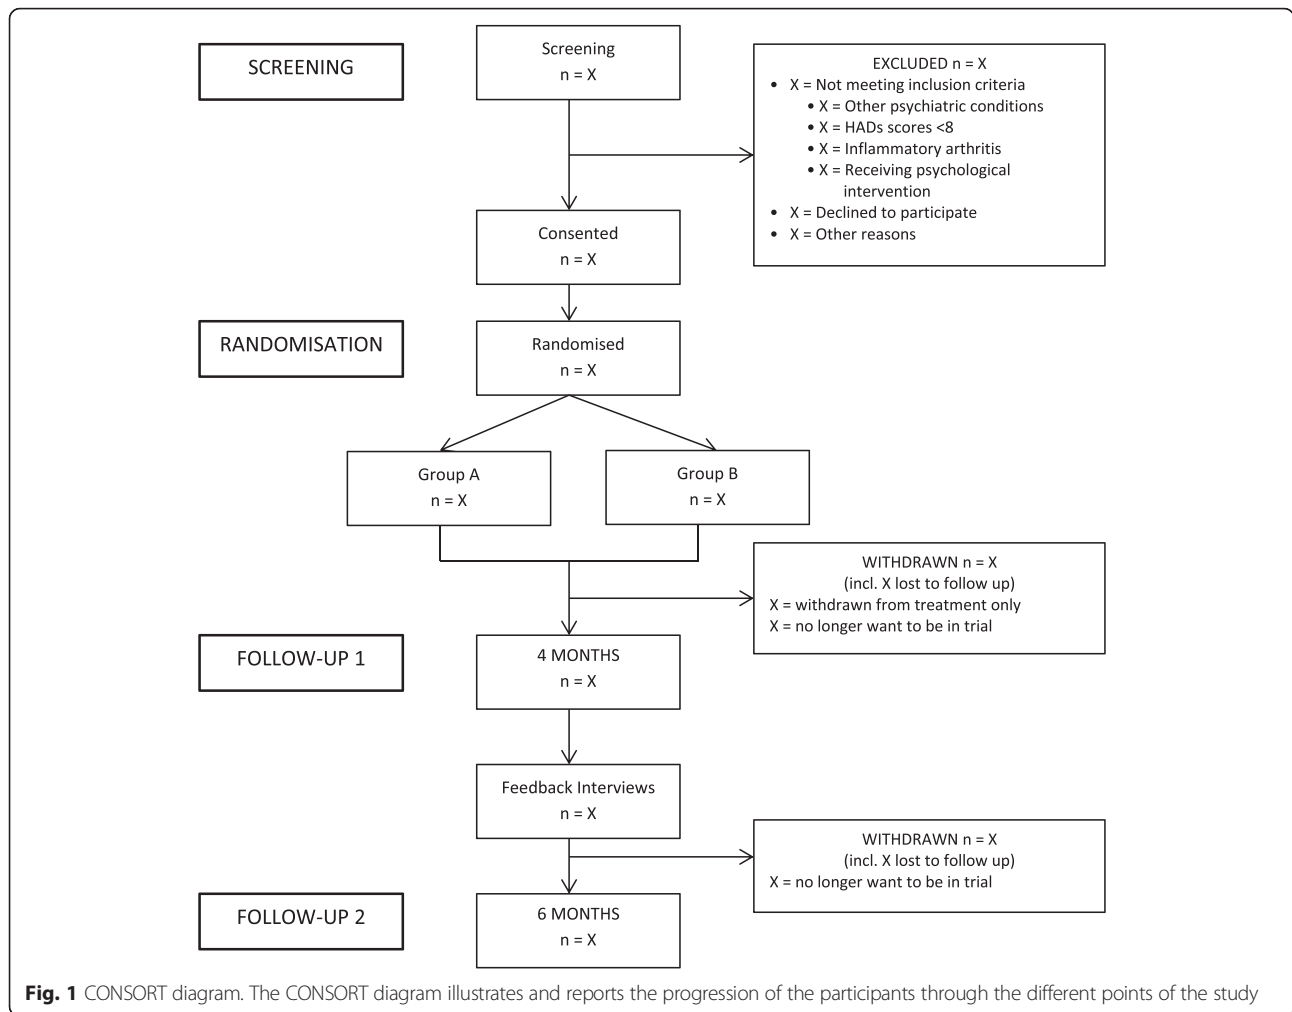 SCREENING
Screening
n = X
EXCLUDED n = X
• X = Not meeting inclusion criteria
• X = Other psychiatric conditions
• X = HADs scores <8
• X = Inflammatory arthritis
• X = Receiving psychological
intervention
• X = Declined to participate
• X = Other reasons
Consented
n = X
RANDOMISATION
Randomised
n = X
Group A
n = X
Group B
n = X
WITHDRAWN n = X
(incl. X lost to follow up)
X = withdrawn from treatment only
X = no longer want to be in trial
FOLLOW-UP 1
4 MONTHS
n = X
Feedback Interviews
n = X
WITHDRAWN n = X
(incl. X lost to follow up)
X = no longer want to be in trial
FOLLOW-UP 2
6 MONTHS
n = X
Fig. 1 CONSORT diagram. The CONSORT diagram illustrates and reports the progression of the participants through the different points of the study